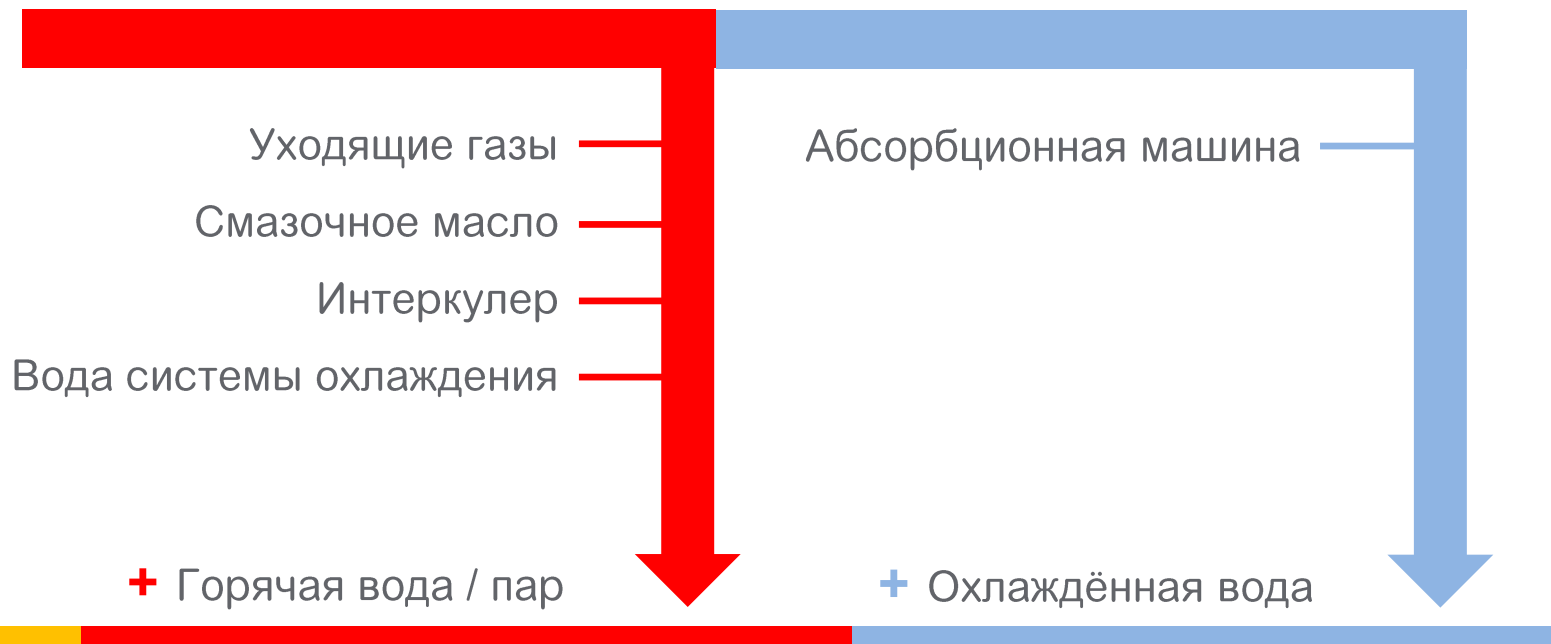 Уходящие газы
Смазочное масло
Интеркулер
Вода системы охлаждения
+ Горячая вода / пар
Абсорбционная машина
+ Охлаждённая вода